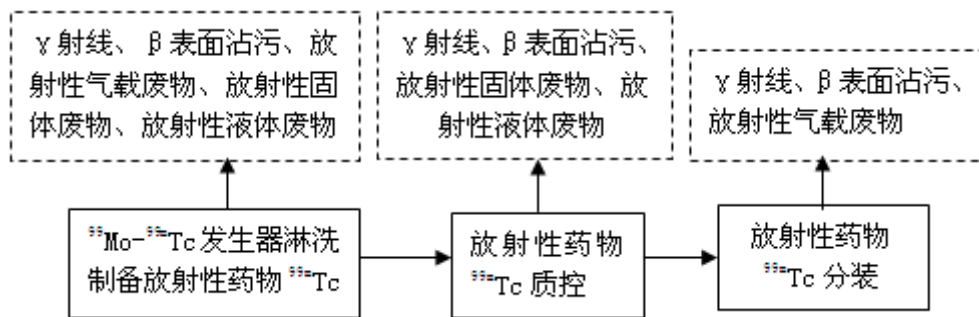 γ射线、β表面沾污、放
射性气载废物、放射性固
体废物、放射性液体废物
γ射线、β表面沾污、
放射性固体废物、放
射性液体废物
γ射线、β表面沾污、
放射性气载废物
⁹⁹Mo-⁹⁹ᵐTc发生器淋洗
制备放射性药物⁹⁹ᵐTc
放射性药物
⁹⁹ᵐTc质控
放射性药物
⁹⁹ᵐTc分装